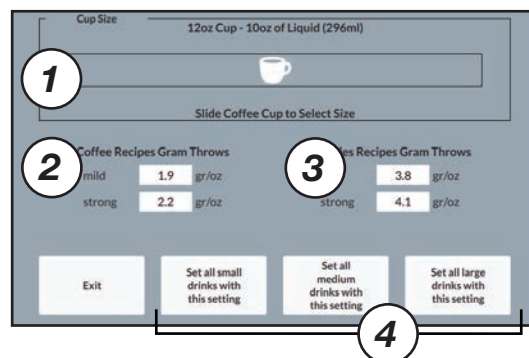 Cup Size
12oz Cup - 10oz of Liquid (296ml)
1
Slide Coffee Cup to Select Size
2
Coffee Recipes Gram Throws
3
Recipes Gram Throws
mild 1.9 gr/oz
3.8 gr/oz
strong 2.2 gr/oz
strong 4.1 gr/oz
Exit
Set all small
drinks with
this setting
Set all
medium
drinks with
this setting
Set all large
drinks with
this setting
4